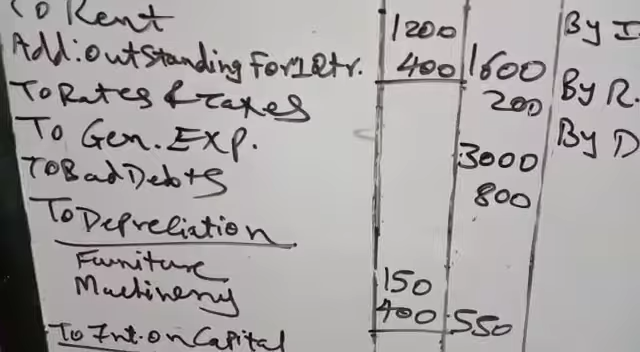 To Rent 1200 By I.
Add: Outstanding For 1 Qtr. 400 1600
To Rates & Taxes 200 By R.
To Gen. EXP. 3000 By D
To Bad Debts 800
To Depreliation
Furniture 150
Machinery 400 550
To Int. on Capital